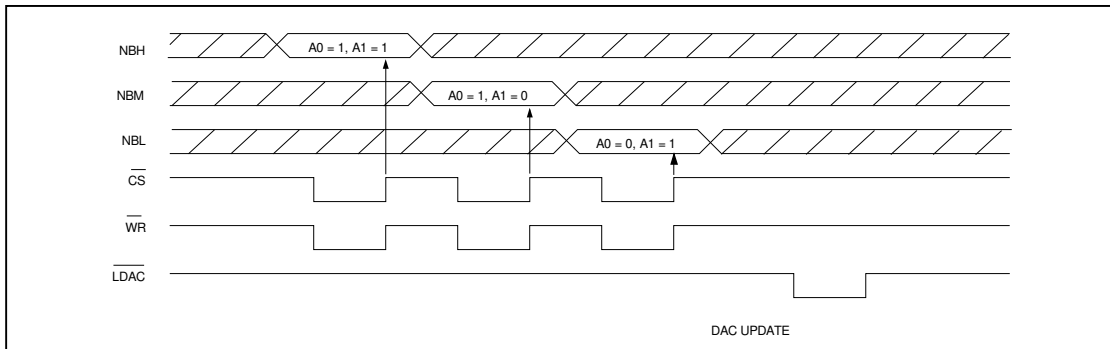 NBH
A0 = 1, A1 = 1
NBM
A0 = 1, A1 = 0
NBL
A0 = 0, A1 = 1
CS
WR
LDAC
DAC UPDATE